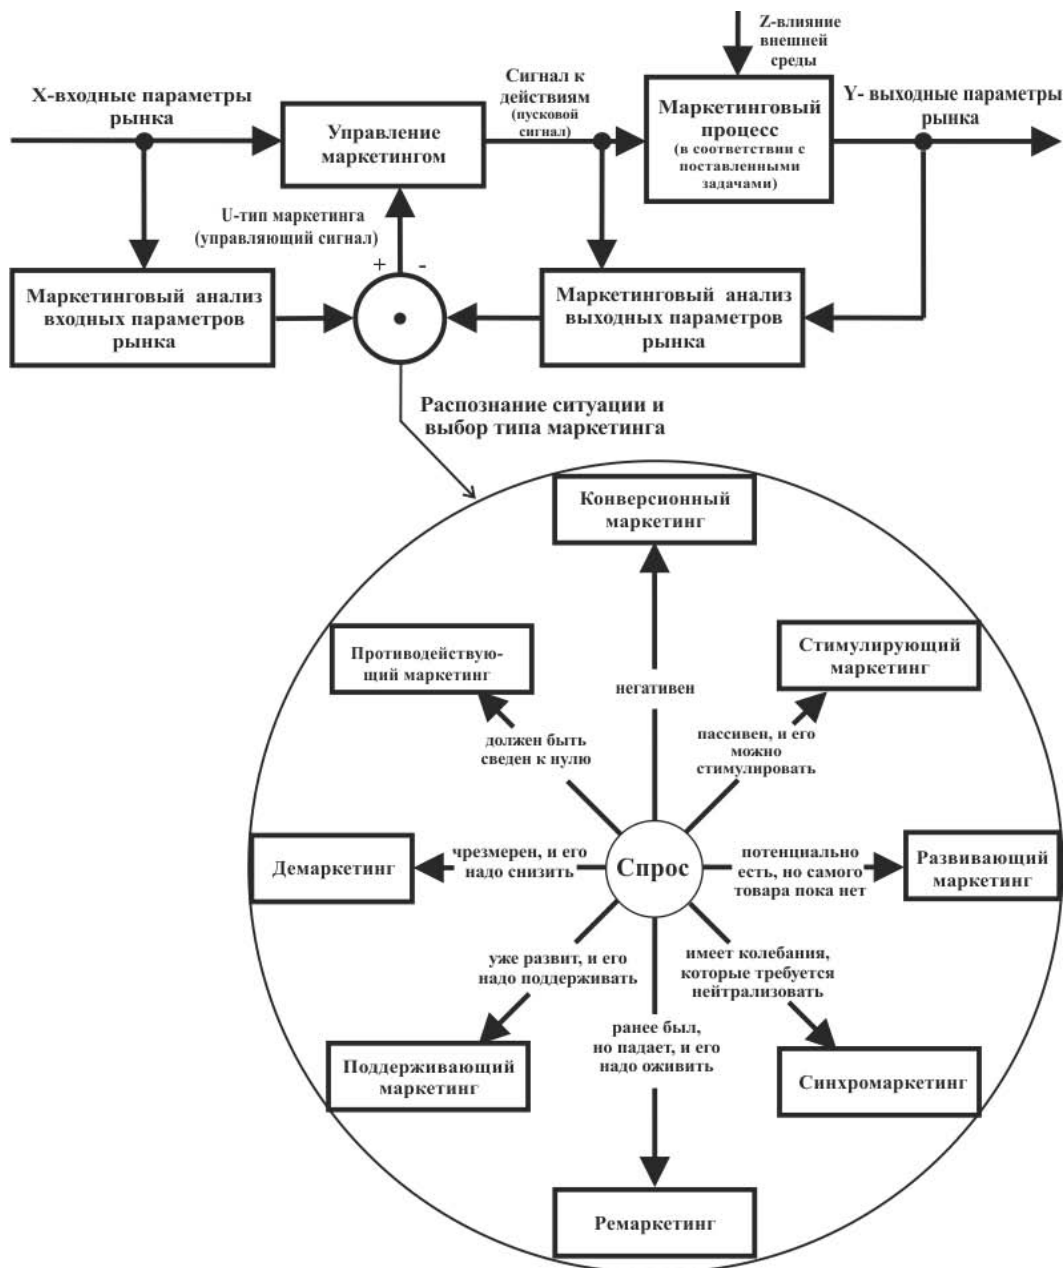 Z-влияние
внешней
среды
X-входные параметры
рынка
Управление
маркетингом
Сигнал к
действиям
(пусковой
сигнал)
Маркетинговый
процесс
(в соответствии с
поставленными
задачами)
Y- выходные параметры
рынка
U-тип маркетинга
(управляющий сигнал)
+ -
Маркетинговый анализ
входных параметров
рынка
Маркетинговый анализ
выходных параметров
рынка
Распознание ситуации и
выбор типа маркетинга
Конверсионный
маркетинг
Противодействую-
щий маркетинг
Стимулирующий
маркетинг
негативен
должен быть
сведен к нулю
пассивен, и его
можно
стимулировать
Демаркетинг
чрезмерен, и его
надо снизить
Спрос
потенциально
есть, но самого
товара пока нет
Развивающий
маркетинг
уже развит, и его
надо поддерживать
имеет колебания,
которые требуется
нейтрализовать
ранее был,
но падает, и его
надо оживить
Поддерживающий
маркетинг
Синхромаркетинг
Ремаркетинг